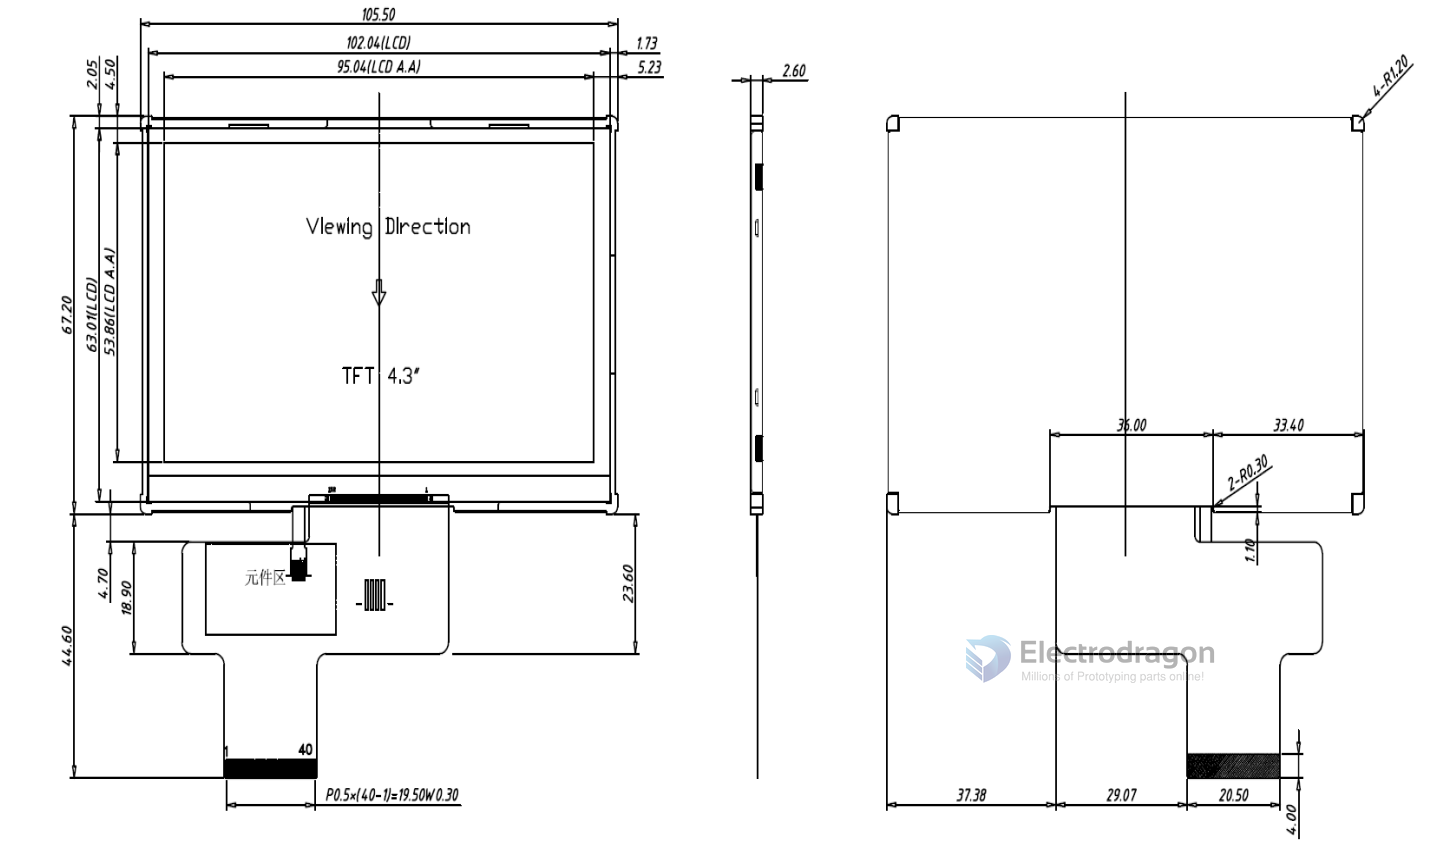 105.50
102.04(LCD)
1.73
95.04(LCD A.A)
5.23
2.05
4.50
2.60
4-R1.20
Viewing Direction
67.20
63.01(LCD)
53.86(LCD A.A)
TFT 4.3"
36.00
33.40
2-R0.30
1.10
4.70
18.90
元件区
23.60
44.60
Electrodragon
Millions of Prototyping parts online!
1
40
P0.5×(40-1)=19.50W0.30
37.38
29.07
20.50
4.00